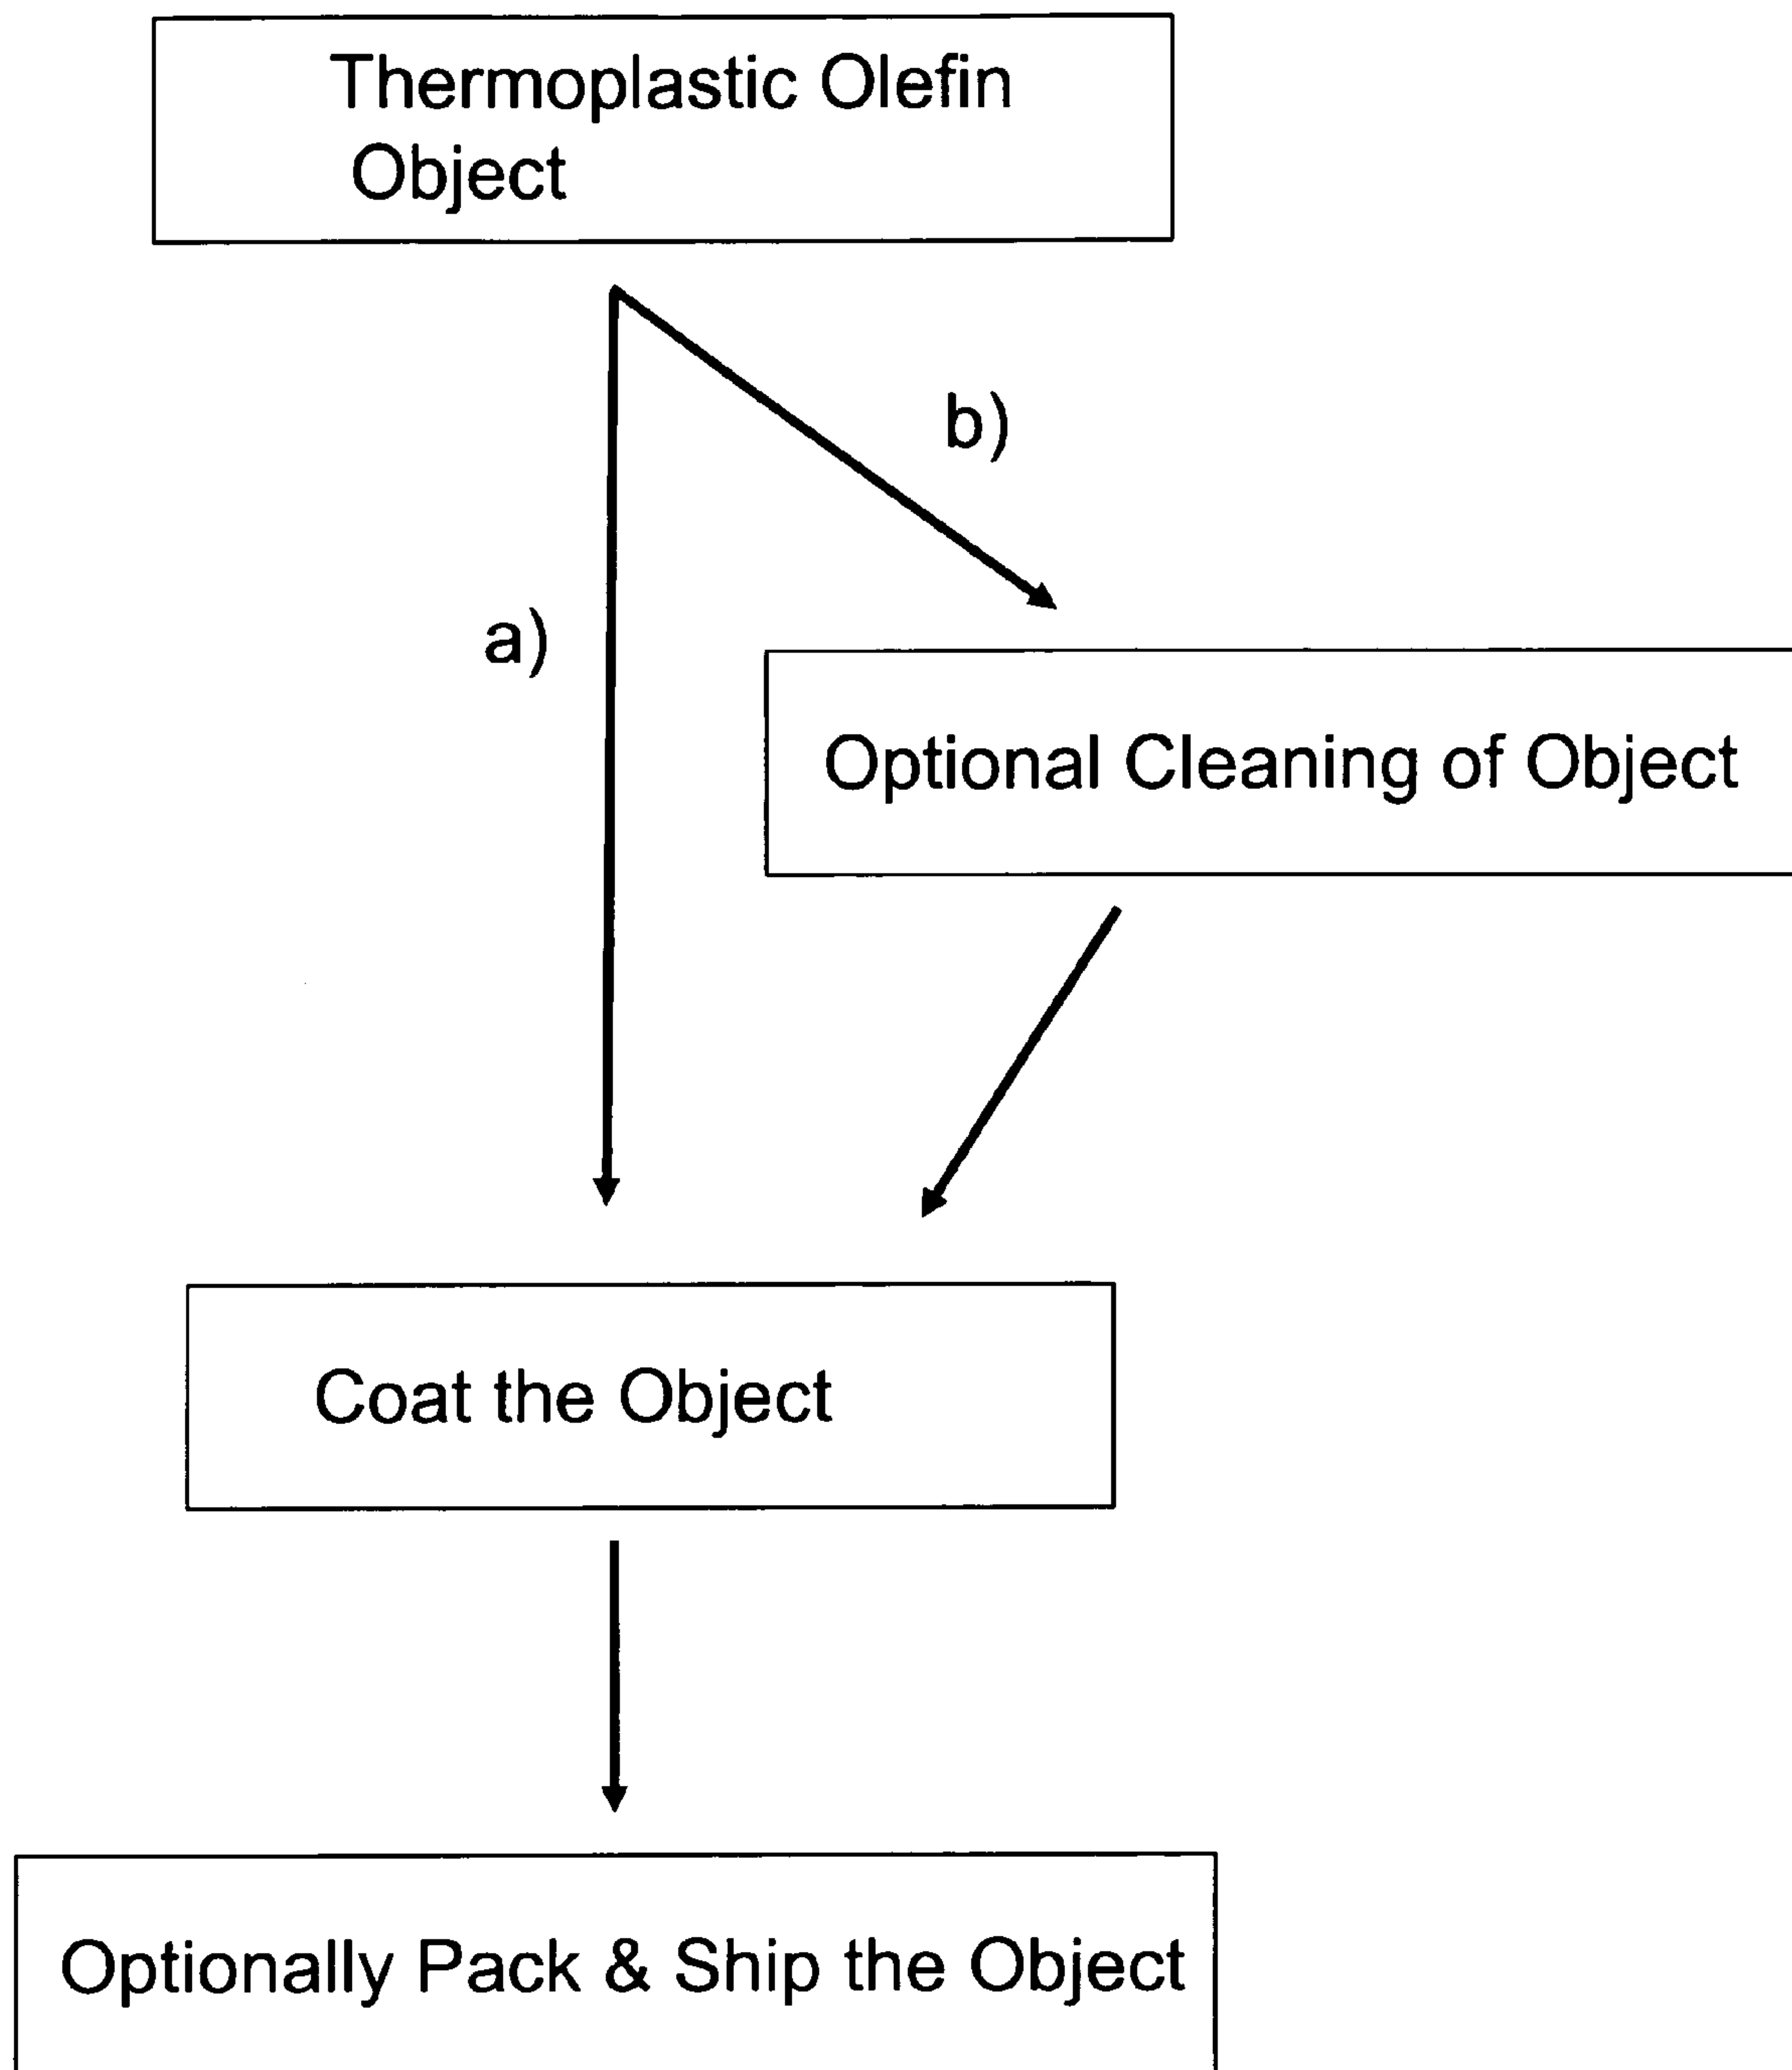 Thermoplastic Olefin
Object
b)
a)
Optional Cleaning of Object
Coat the Object
Optionally Pack & Ship the Object